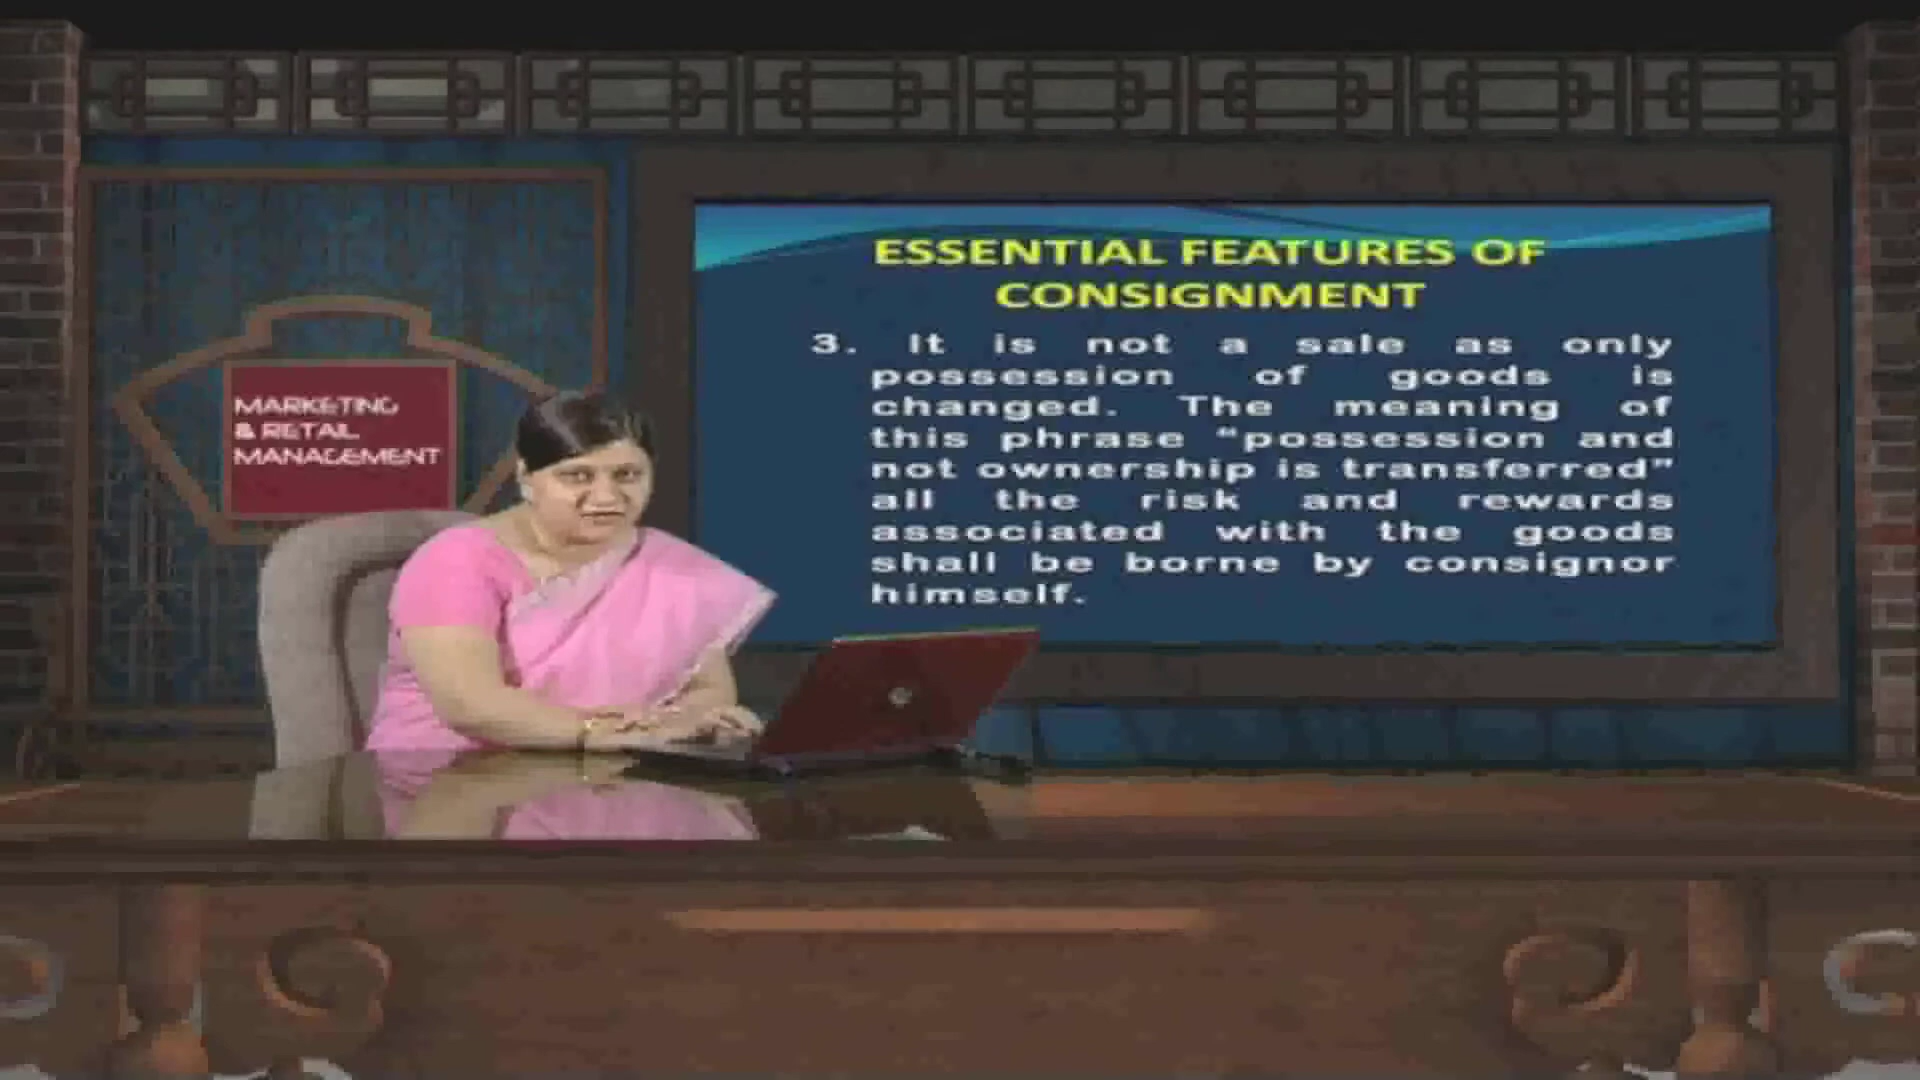 MARKETING
& RETAIL
MANAGEMENT
ESSENTIAL FEATURES OF
CONSIGNMENT
3. It is not a sale as only
possession of goods is
changed. The meaning of
this phrase "possession and
not ownership is transferred"
all the risk and rewards
associated with the goods
shall be borne by consignor
himself.